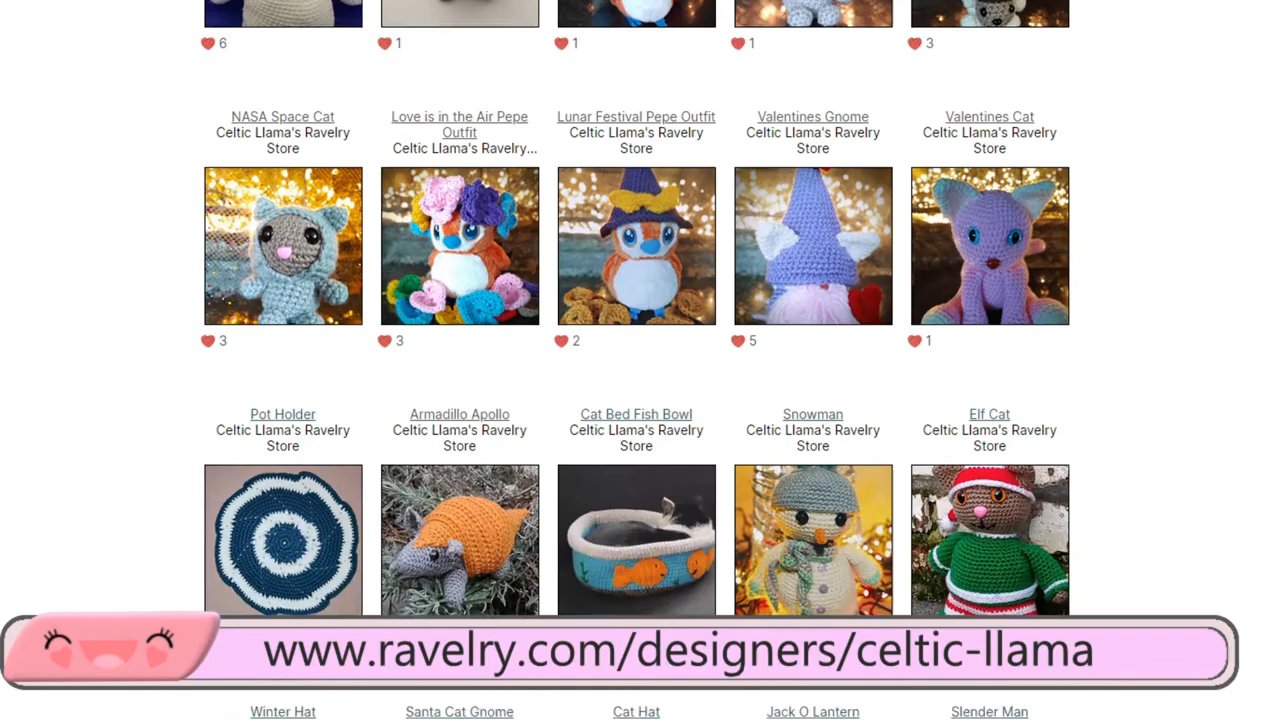 6
1
1
1
3
NASA Space Cat
Celtic Llama's Ravelry
Store
Love is in the Air Pepe
Outfit
Celtic Llama's Ravelry...
Lunar Festival Pepe Outfit
Celtic Llama's Ravelry
Store
Valentines Gnome
Celtic Llama's Ravelry
Store
Valentines Cat
Celtic Llama's Ravelry
Store
3
3
2
5
1
Pot Holder
Celtic Llama's Ravelry
Store
Armadillo Apollo
Celtic Llama's Ravelry
Store
Cat Bed Fish Bowl
Celtic Llama's Ravelry
Store
Snowman
Celtic Llama's Ravelry
Store
Elf Cat
Celtic Llama's Ravelry
Store
www.ravelry.com/designers/celtic-llama
Winter Hat
Santa Cat Gnome
Cat Hat
Jack O Lantern
Slender Man